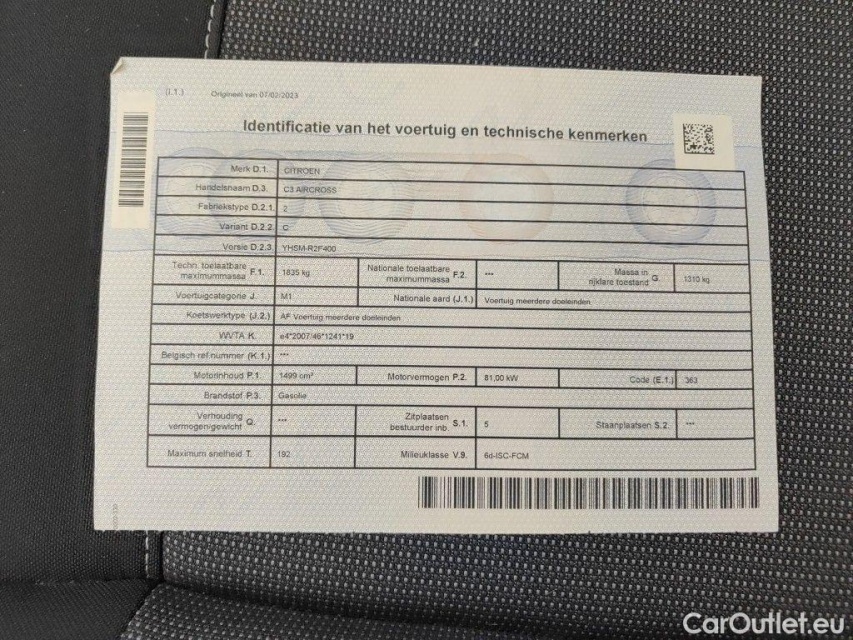 (I.1.) Origineel van 07/02/2023
Identificatie van het voertuig en technische kenmerken
Merk D.1. CITROEN
Handelsnaam D.3. C3 AIRCROSS
Fabriekstype D.2.1. 2
Variant D.2.2. C
Versie D.2.3. YHSM-R2F400
Techn. toelaatbare maximummassa F.1. 1835 kg Nationale toelaatbare maximummassa F.2. *** Massa in rijklare toestand G. 1310 kg
Voertuigcategorie J. M1 Nationale aard (J.1.) Voertuig meerdere doeleinden
Koetswerktype (J.2.) AF Voertuig meerdere doeleinden
WVTA K. e4*2007/46*1241*19
Belgisch ref.nummer (K.1.) ***
Motorinhoud P.1. 1499 cm³ Motorvermogen P.2. 81,00 kW Code (E.1.) 363
Brandstof P.3. Gasolie
Verhouding vermogen/gewicht Q. *** Zitplaatsen bestuurder inb. S.1. 5 Staanplaatsen S.2. ***
Maximum snelheid T. 192 Milieuklasse V.9. 6d-ISC-FCM
CarOutlet.eu